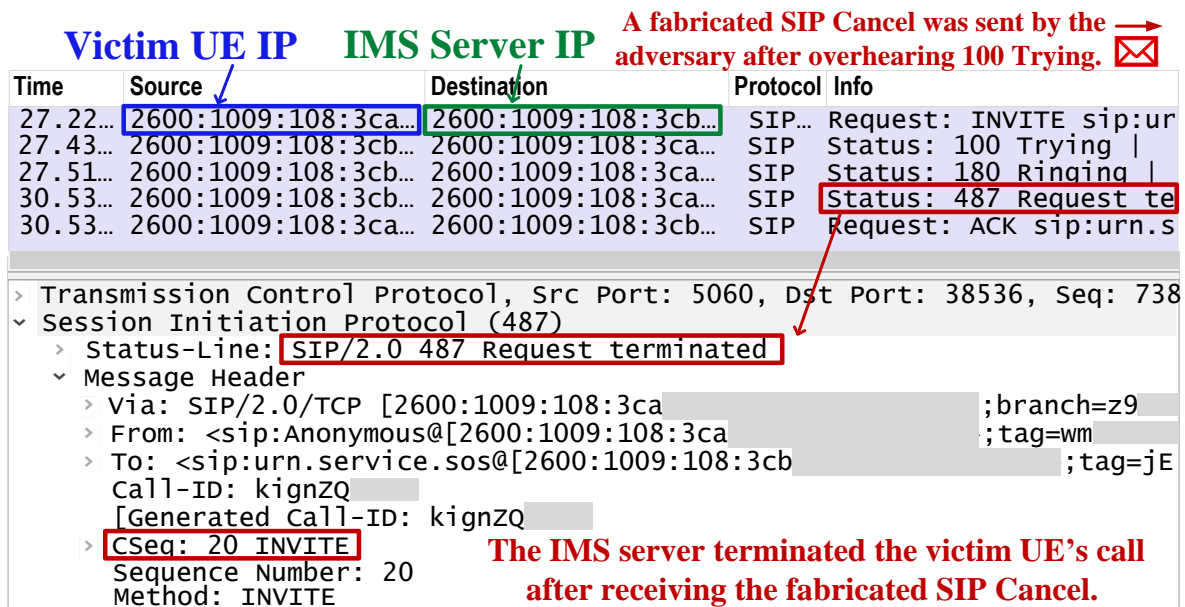 Victim UE IP IMS Server IP A fabricated SIP Cancel was sent by the
adversary after overhearing 100 Trying.
Time Source Destination Protocol Info
27.22… 2600:1009:108:3ca… 2600:1009:108:3cb… SIP… Request: INVITE sip:ur
27.43… 2600:1009:108:3cb… 2600:1009:108:3ca… SIP Status: 100 Trying |
27.51… 2600:1009:108:3cb… 2600:1009:108:3ca… SIP Status: 180 Ringing |
30.53… 2600:1009:108:3cb… 2600:1009:108:3ca… SIP Status: 487 Request te
30.53… 2600:1009:108:3ca… 2600:1009:108:3cb… SIP Request: ACK sip:urn.s
Transmission Control Protocol, Src Port: 5060, Dst Port: 38536, Seq: 738
Session Initiation Protocol (487)
Status-Line: SIP/2.0 487 Request terminated
Message Header
Via: SIP/2.0/TCP [2600:1009:108:3ca ;branch=z9
From: <sip:Anonymous@[2600:1009:108:3ca ;tag=wm
To: <sip:urn.service.sos@[2600:1009:108:3cb ;tag=jE
Call-ID: kignZQ
[Generated Call-ID: kignZQ
CSeq: 20 INVITE
Sequence Number: 20
Method: INVITE
The IMS server terminated the victim UE's call
after receiving the fabricated SIP Cancel.